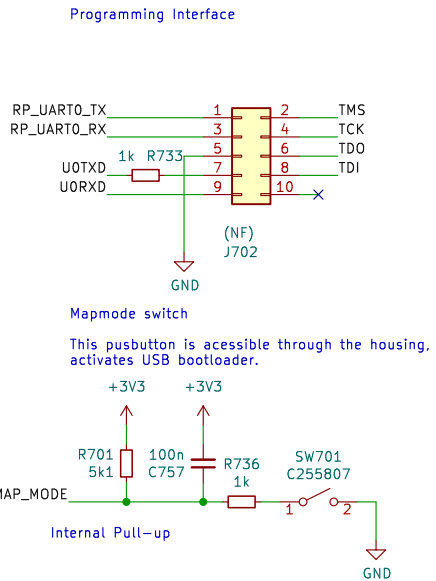 Programming Interface
RP_UART0_TX 1 2 TMS
RP_UART0_RX 3 4 TCK
5 6 TDO
1k R733
U0TXD 7 8 TDI
U0RXD 9 10
(NF)
J702
GND
Mapmode switch
This pusbutton is acessible through the housing,
activates USB bootloader.
+3V3 +3V3
R701 5k1
100n C757
R736 1k
SW701
C255807
MAP_MODE
1 2
Internal Pull-up
GND